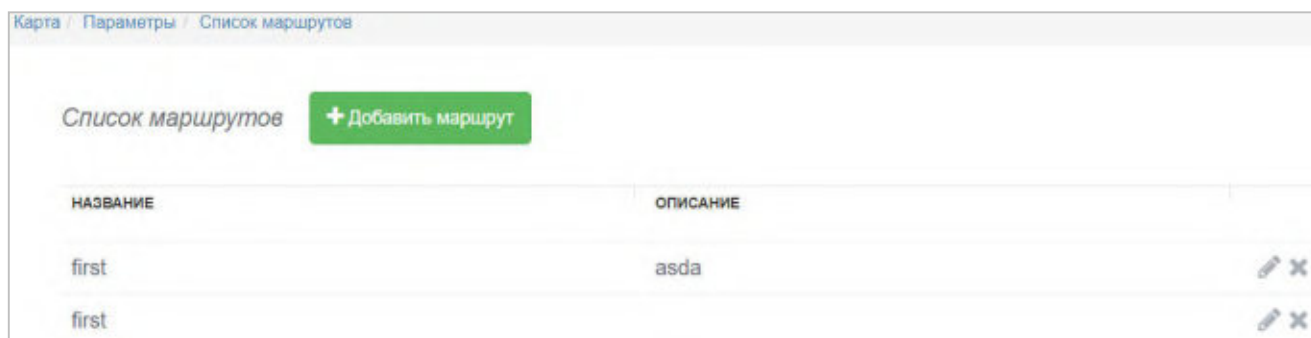 Карта / Параметры / Список маршрутов
Список маршрутов + Добавить маршрут
НАЗВАНИЕ ОПИСАНИЕ
first asda
first